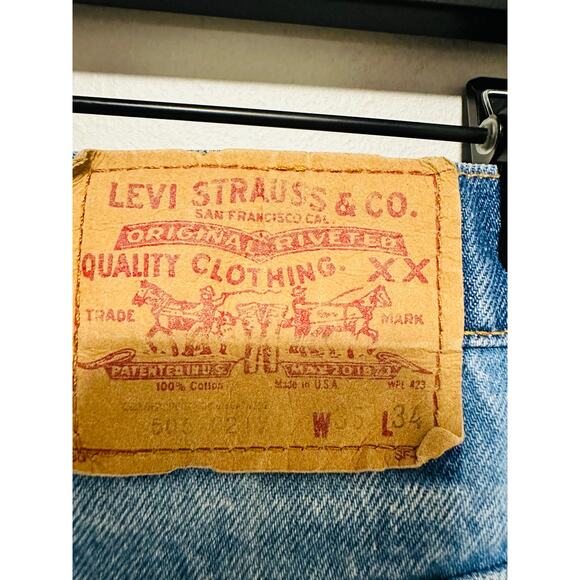 LEVI STRAUSS & CO.
SAN FRANCISCO CAL.
ORIGINAL RIVETED
QUALITY CLOTHING. XX
TRADE MARK
PATENTED IN U.S. MAY 20 1873
100% Cotton Made in U.S.A. WPL 423
W L 34